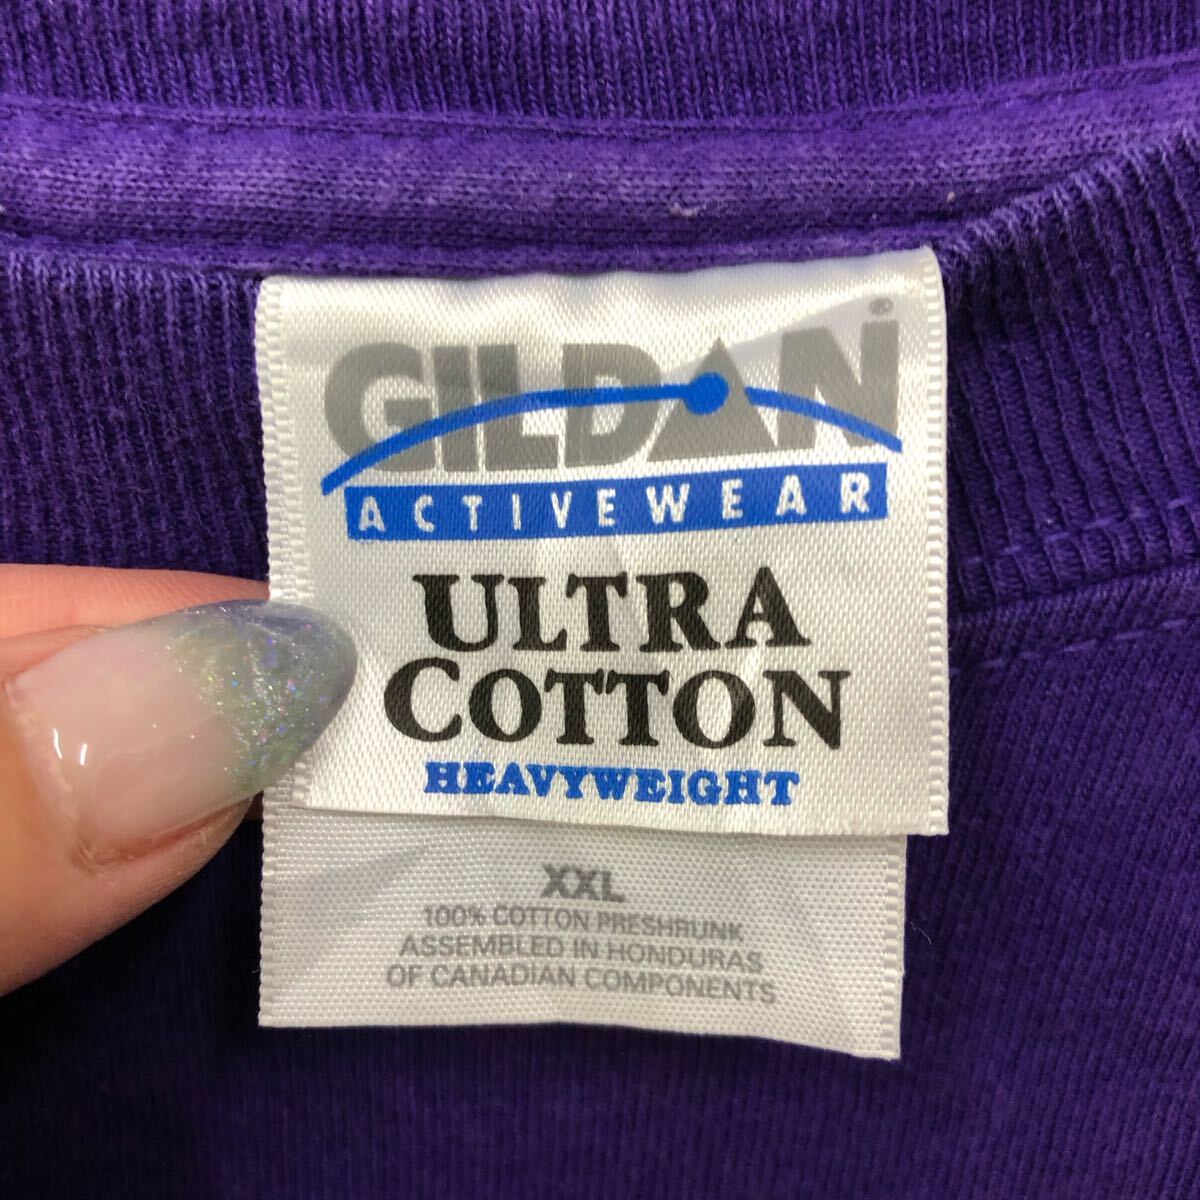 GILDAN®
ACTIVEWEAR
ULTRA
COTTON
HEAVYWEIGHT
XXL
100% COTTON PRESHRUNK
ASSEMBLED IN HONDURAS
OF CANADIAN COMPONENTS